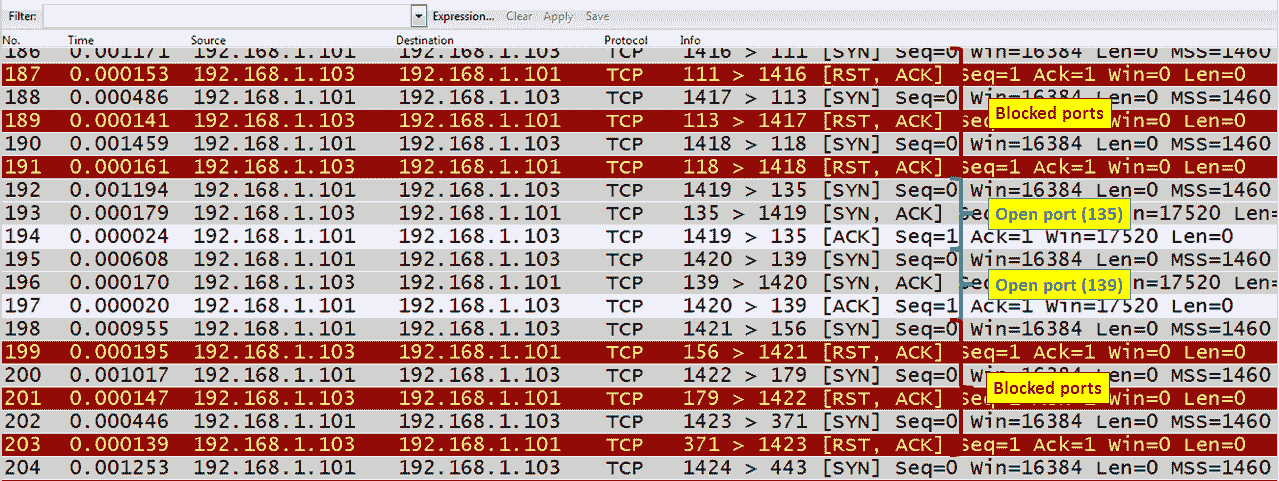 Filter: Expression... Clear Apply Save
No. Time Source Destination Protocol Info
186 0.001171 192.168.1.101 192.168.1.103 TCP 1416 > 111 [SYN] Seq=0 Win=16384 Len=0 MSS=1460
187 0.000153 192.168.1.103 192.168.1.101 TCP 111 > 1416 [RST, ACK] Seq=1 Ack=1 Win=0 Len=0
188 0.000486 192.168.1.101 192.168.1.103 TCP 1417 > 113 [SYN] Seq=0 Win=16384 Len=0 MSS=1460
Blocked ports
189 0.000141 192.168.1.103 192.168.1.101 TCP 113 > 1417 [RST, ACK] Seq=1 Ack=1 Win=0 Len=0
190 0.001459 192.168.1.101 192.168.1.103 TCP 1418 > 118 [SYN] Seq=0 Win=16384 Len=0 MSS=1460
191 0.000161 192.168.1.103 192.168.1.101 TCP 118 > 1418 [RST, ACK] Seq=1 Ack=1 Win=0 Len=0
192 0.001194 192.168.1.101 192.168.1.103 TCP 1419 > 135 [SYN] Seq=0 Win=16384 Len=0 MSS=1460
193 0.000179 192.168.1.103 192.168.1.101 TCP 135 > 1419 [SYN, ACK] n=17520 Len=
Open port (135)
194 0.000024 192.168.1.101 192.168.1.103 TCP 1419 > 135 [ACK] Seq=1 Ack=1 Win=17520 Len=0
195 0.000608 192.168.1.101 192.168.1.103 TCP 1420 > 139 [SYN] Seq=0 Win=16384 Len=0 MSS=1460
196 0.000170 192.168.1.103 192.168.1.101 TCP 139 > 1420 [SYN, ACK] n=17520 Len=
Open port (139)
197 0.000020 192.168.1.101 192.168.1.103 TCP 1420 > 139 [ACK] Seq=1 Ack=1 Win=17520 Len=0
198 0.000955 192.168.1.101 192.168.1.103 TCP 1421 > 156 [SYN] Seq=0 Win=16384 Len=0 MSS=1460
199 0.000195 192.168.1.103 192.168.1.101 TCP 156 > 1421 [RST, ACK] Seq=1 Ack=1 Win=0 Len=0
200 0.001017 192.168.1.101 192.168.1.103 TCP 1422 > 179 [SYN] Seq=0 Win=16384 Len=0 MSS=1460
Blocked ports
201 0.000147 192.168.1.103 192.168.1.101 TCP 179 > 1422 [RST, ACK] Seq=1 Ack=1 Win=0 Len=0
202 0.000446 192.168.1.101 192.168.1.103 TCP 1423 > 371 [SYN] Seq=0 Win=16384 Len=0 MSS=1460
203 0.000139 192.168.1.103 192.168.1.101 TCP 371 > 1423 [RST, ACK] Seq=1 Ack=1 Win=0 Len=0
204 0.001253 192.168.1.101 192.168.1.103 TCP 1424 > 443 [SYN] Seq=0 Win=16384 Len=0 MSS=1460